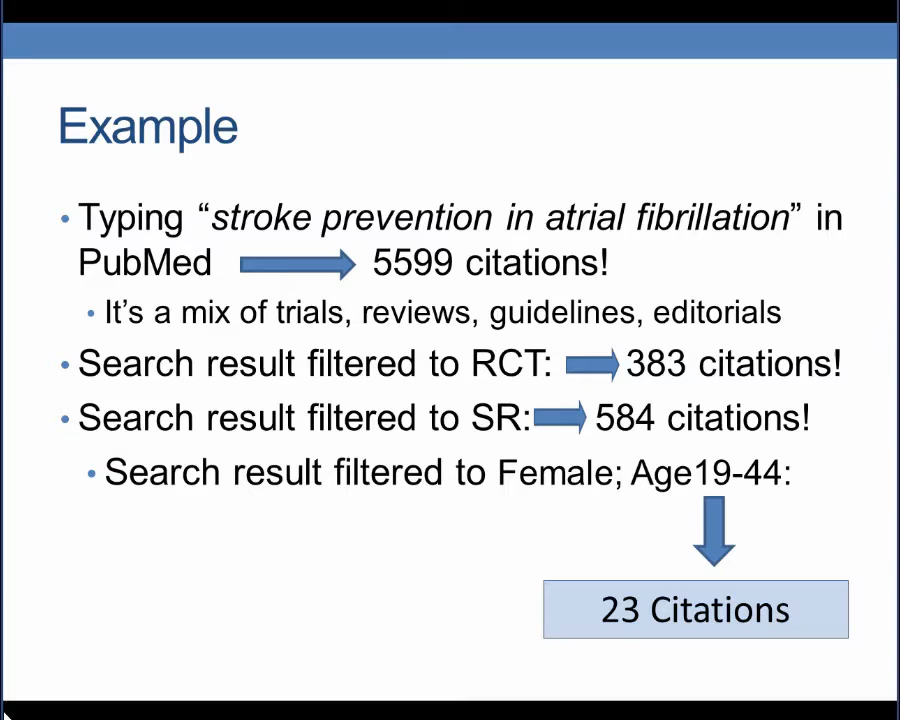 Example
• Typing “stroke prevention in atrial fibrillation” in
PubMed 5599 citations!
• It’s a mix of trials, reviews, guidelines, editorials
• Search result filtered to RCT: 383 citations!
• Search result filtered to SR: 584 citations!
• Search result filtered to Female; Age19-44:
23 Citations